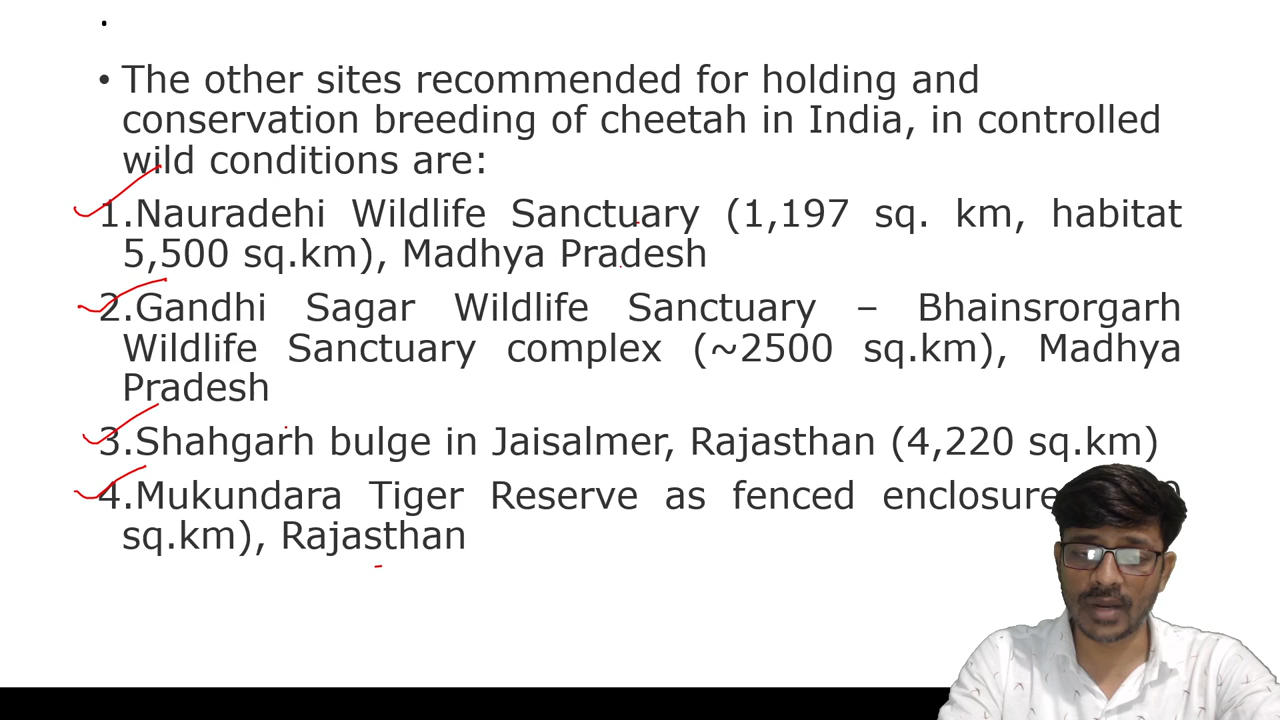 • The other sites recommended for holding and
conservation breeding of cheetah in India, in controlled
wild conditions are:
1.Nauradehi Wildlife Sanctuary (1,197 sq. km, habitat
5,500 sq.km), Madhya Pradesh
2.Gandhi Sagar Wildlife Sanctuary – Bhainsrorgarh
Wildlife Sanctuary complex (~2500 sq.km), Madhya
Pradesh
3.Shahgarh bulge in Jaisalmer, Rajasthan (4,220 sq.km)
4.Mukundara Tiger Reserve as fenced enclosure
sq.km), Rajasthan